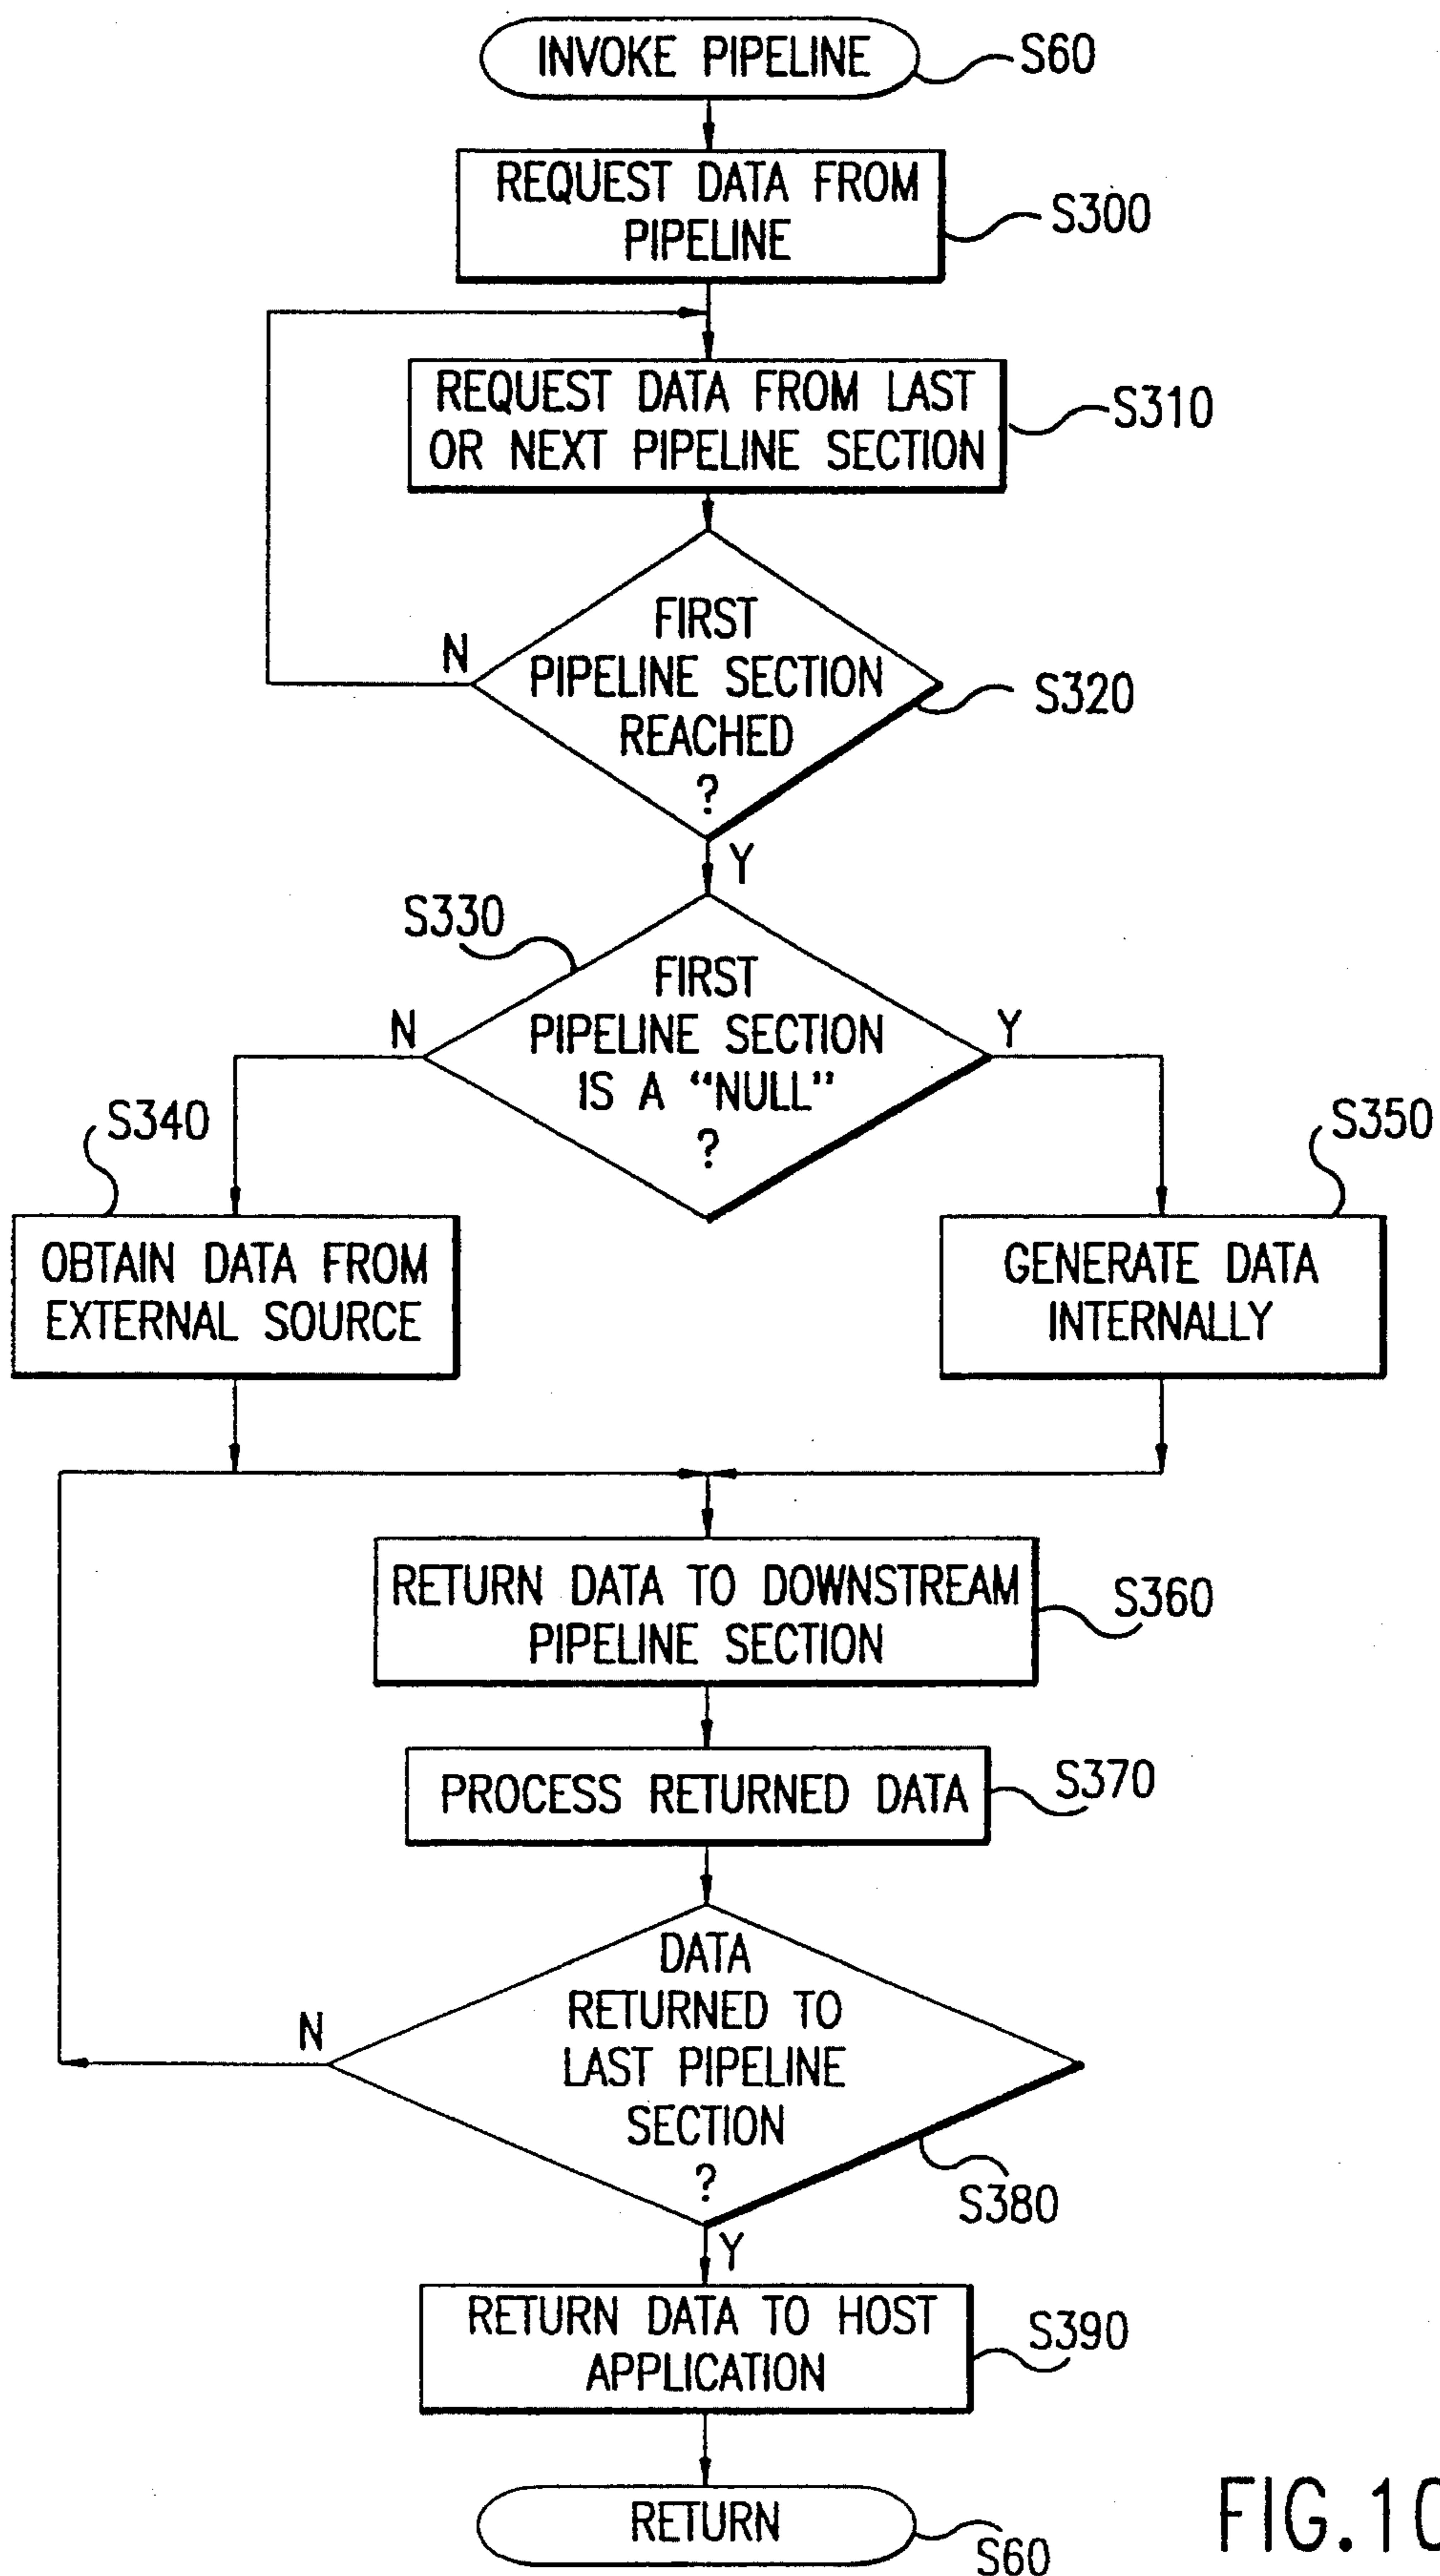 INVOKE PIPELINE
S60
REQUEST DATA FROM
PIPELINE
S300
REQUEST DATA FROM LAST
OR NEXT PIPELINE SECTION
S310
FIRST
PIPELINE SECTION
REACHED
?
N
S320
Y
S330
FIRST
PIPELINE SECTION
IS A “NULL”
?
N
Y
S340
S350
OBTAIN DATA FROM
EXTERNAL SOURCE
GENERATE DATA
INTERNALLY
RETURN DATA TO DOWNSTREAM
PIPELINE SECTION
S360
PROCESS RETURNED DATA
S370
DATA
RETURNED TO
LAST PIPELINE
SECTION
?
N
S380
Y
RETURN DATA TO HOST
APPLICATION
S390
RETURN
S60
FIG.10